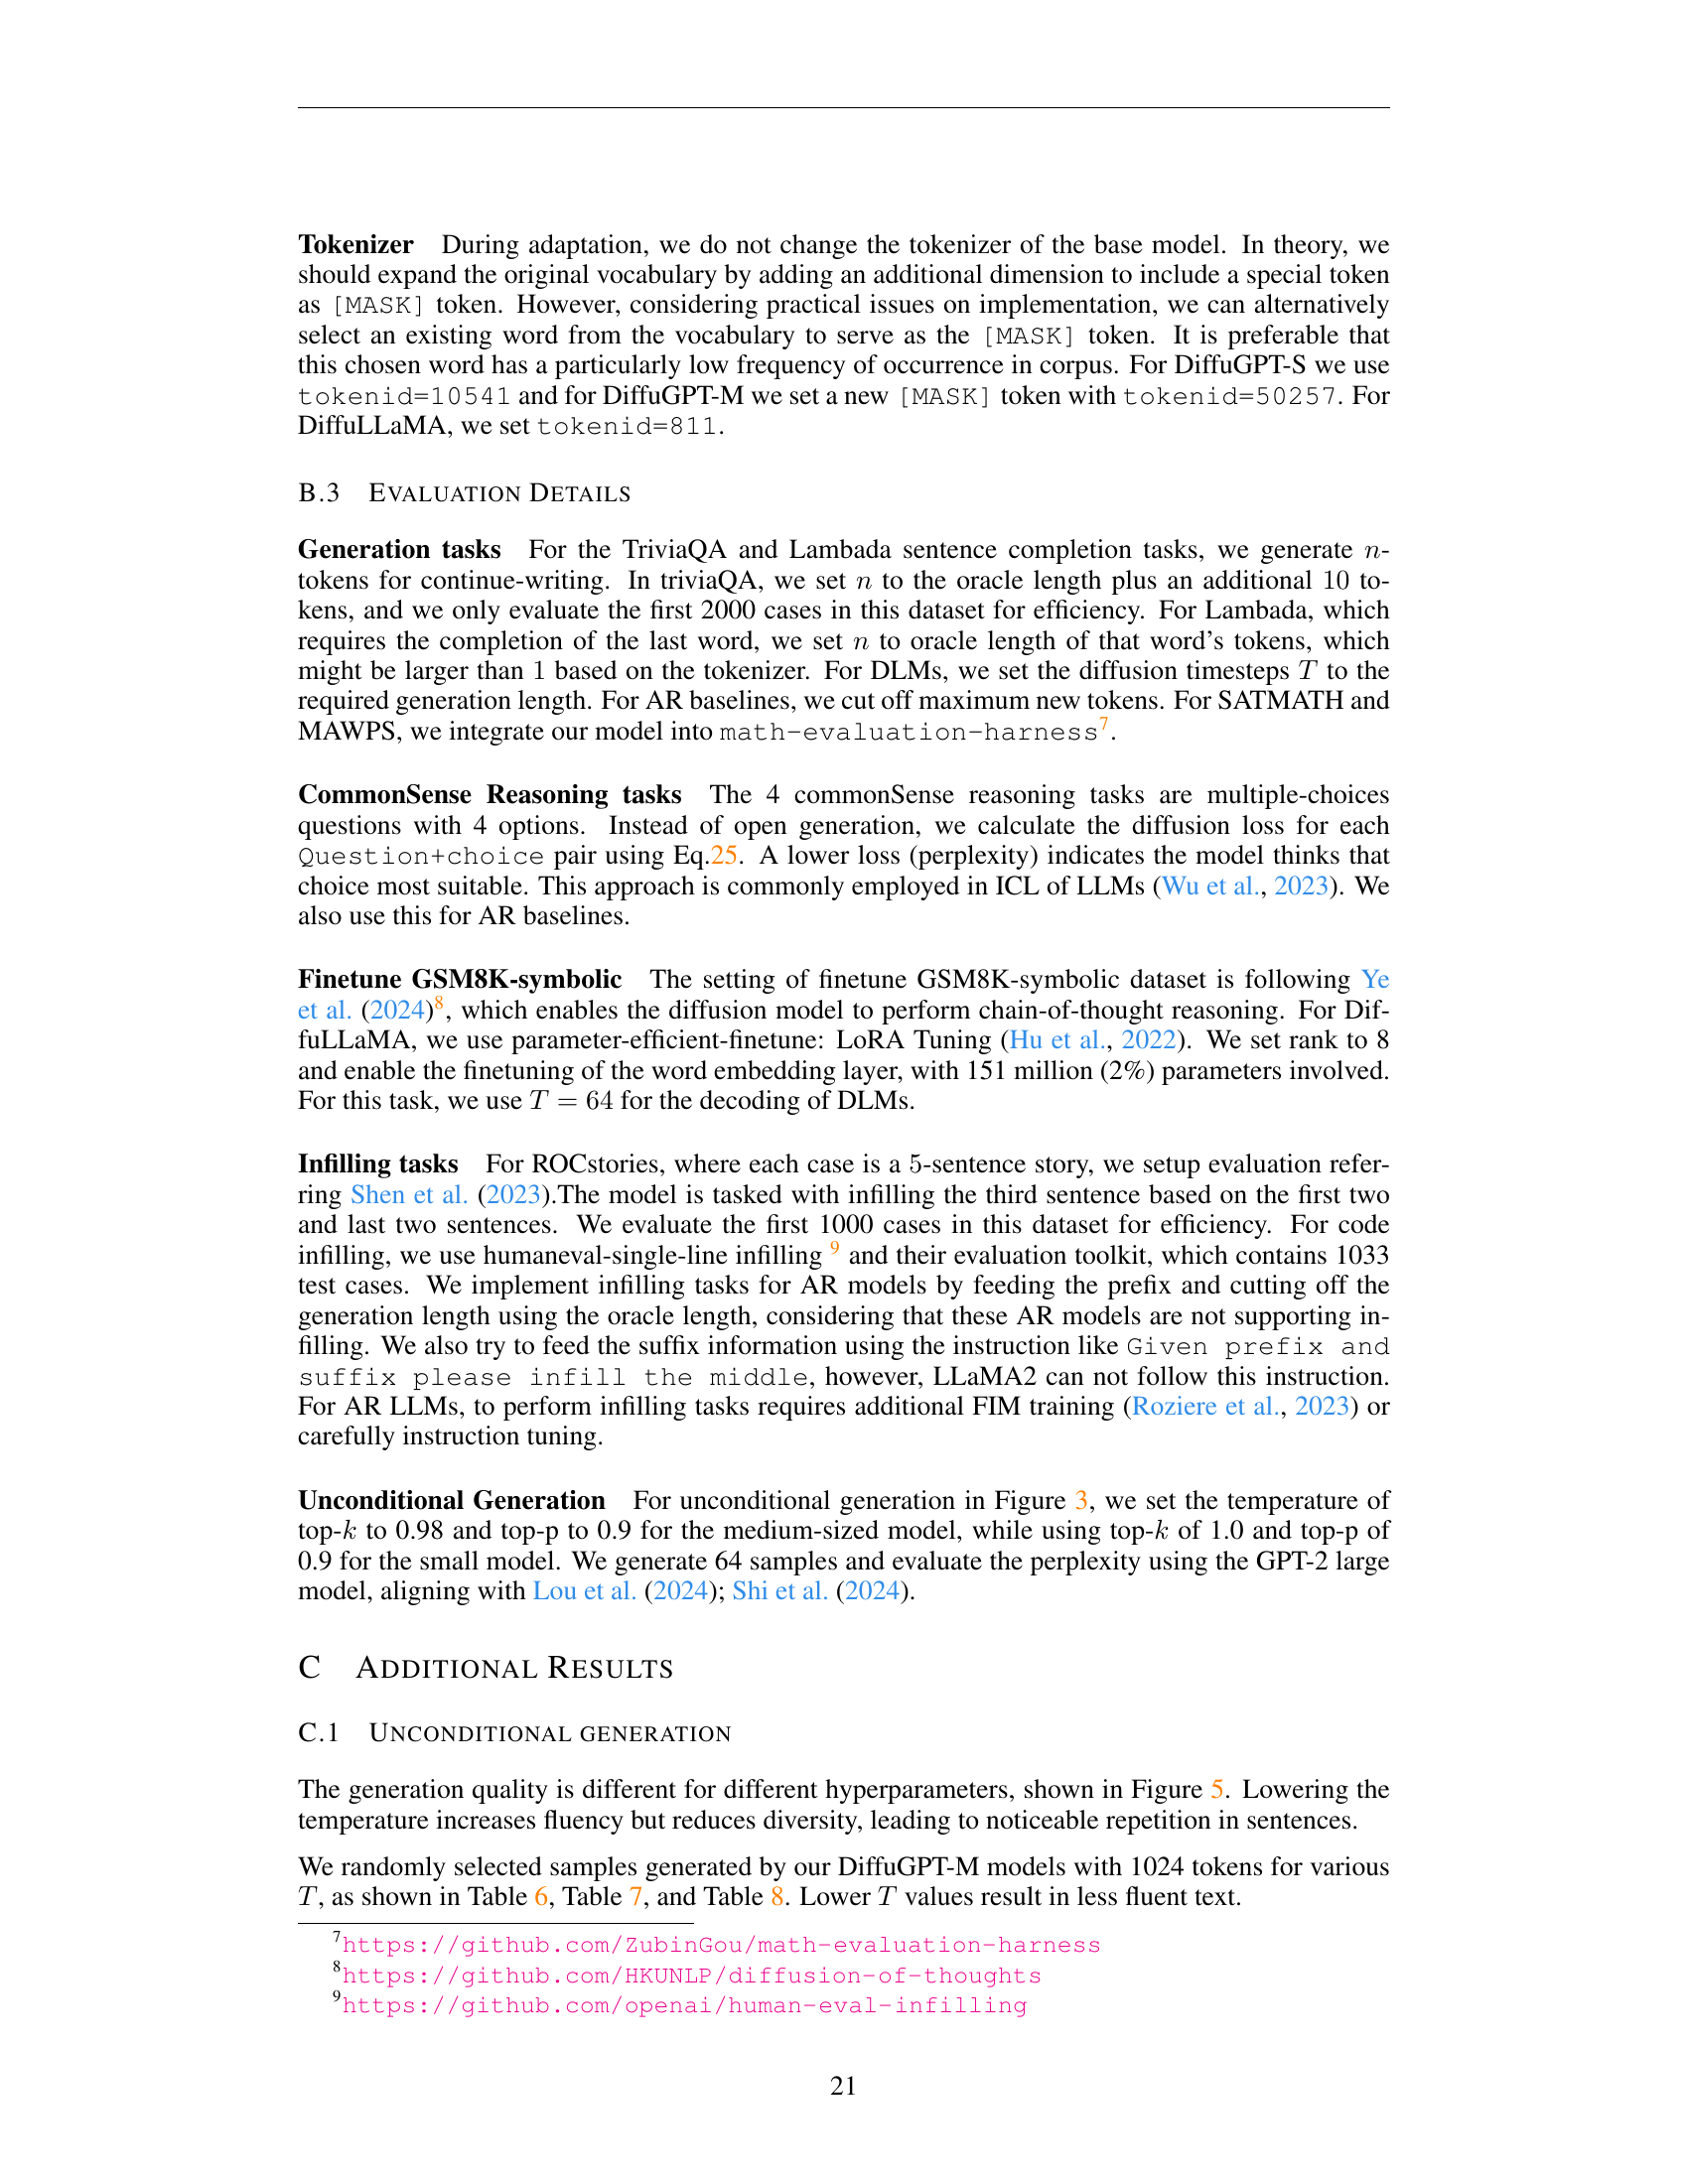 Tokenizer During adaptation, we do not change the tokenizer of the base model. In theory, we
should expand the original vocabulary by adding an additional dimension to include a special token
as [MASK] token. However, considering practical issues on implementation, we can alternatively
select an existing word from the vocabulary to serve as the [MASK] token. It is preferable that
this chosen word has a particularly low frequency of occurrence in corpus. For DiffuGPT-S we use
tokenid=10541 and for DiffuGPT-M we set a new [MASK] token with tokenid=50257. For
DiffuLLaMA, we set tokenid=811.
B.3 EVALUATION DETAILS
Generation tasks For the TriviaQA and Lambada sentence completion tasks, we generate n-
tokens for continue-writing. In triviaQA, we set n to the oracle length plus an additional 10 to-
kens, and we only evaluate the first 2000 cases in this dataset for efficiency. For Lambada, which
requires the completion of the last word, we set n to oracle length of that word's tokens, which
might be larger than 1 based on the tokenizer. For DLMs, we set the diffusion timesteps T to the
required generation length. For AR baselines, we cut off maximum new tokens. For SATMATH and
MAWPS, we integrate our model into math-evaluation-harness7.
CommonSense Reasoning tasks The 4 commonSense reasoning tasks are multiple-choices
questions with 4 options. Instead of open generation, we calculate the diffusion loss for each
Question+choice pair using Eq.25. A lower loss (perplexity) indicates the model thinks that
choice most suitable. This approach is commonly employed in ICL of LLMs (Wu et al., 2023). We
also use this for AR baselines.
Finetune GSM8K-symbolic The setting of finetune GSM8K-symbolic dataset is following Ye
et al. (2024)8, which enables the diffusion model to perform chain-of-thought reasoning. For Dif-
fuLLaMA, we use parameter-efficient-finetune: LoRA Tuning (Hu et al., 2022). We set rank to 8
and enable the finetuning of the word embedding layer, with 151 million (2%) parameters involved.
For this task, we use T = 64 for the decoding of DLMs.
Infilling tasks For ROCstories, where each case is a 5-sentence story, we setup evaluation refer-
ring Shen et al. (2023).The model is tasked with infilling the third sentence based on the first two
and last two sentences. We evaluate the first 1000 cases in this dataset for efficiency. For code
infilling, we use humaneval-single-line infilling 9 and their evaluation toolkit, which contains 1033
test cases. We implement infilling tasks for AR models by feeding the prefix and cutting off the
generation length using the oracle length, considering that these AR models are not supporting in-
filling. We also try to feed the suffix information using the instruction like Given prefix and
suffix please infill the middle, however, LLaMA2 can not follow this instruction.
For AR LLMs, to perform infilling tasks requires additional FIM training (Roziere et al., 2023) or
carefully instruction tuning.
Unconditional Generation For unconditional generation in Figure 3, we set the temperature of
top-k to 0.98 and top-p to 0.9 for the medium-sized model, while using top-k of 1.0 and top-p of
0.9 for the small model. We generate 64 samples and evaluate the perplexity using the GPT-2 large
model, aligning with Lou et al. (2024); Shi et al. (2024).
C ADDITIONAL RESULTS
C.1 UNCONDITIONAL GENERATION
The generation quality is different for different hyperparameters, shown in Figure 5. Lowering the
temperature increases fluency but reduces diversity, leading to noticeable repetition in sentences.
We randomly selected samples generated by our DiffuGPT-M models with 1024 tokens for various
T, as shown in Table 6, Table 7, and Table 8. Lower T values result in less fluent text.
7https://github.com/ZubinGou/math-evaluation-harness
8https://github.com/HKUNLP/diffusion-of-thoughts
9https://github.com/openai/human-eval-infilling
21